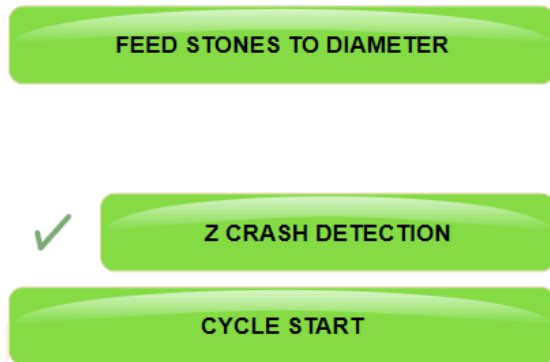 FEED STONES TO DIAMETER
Z CRASH DETECTION
CYCLE START